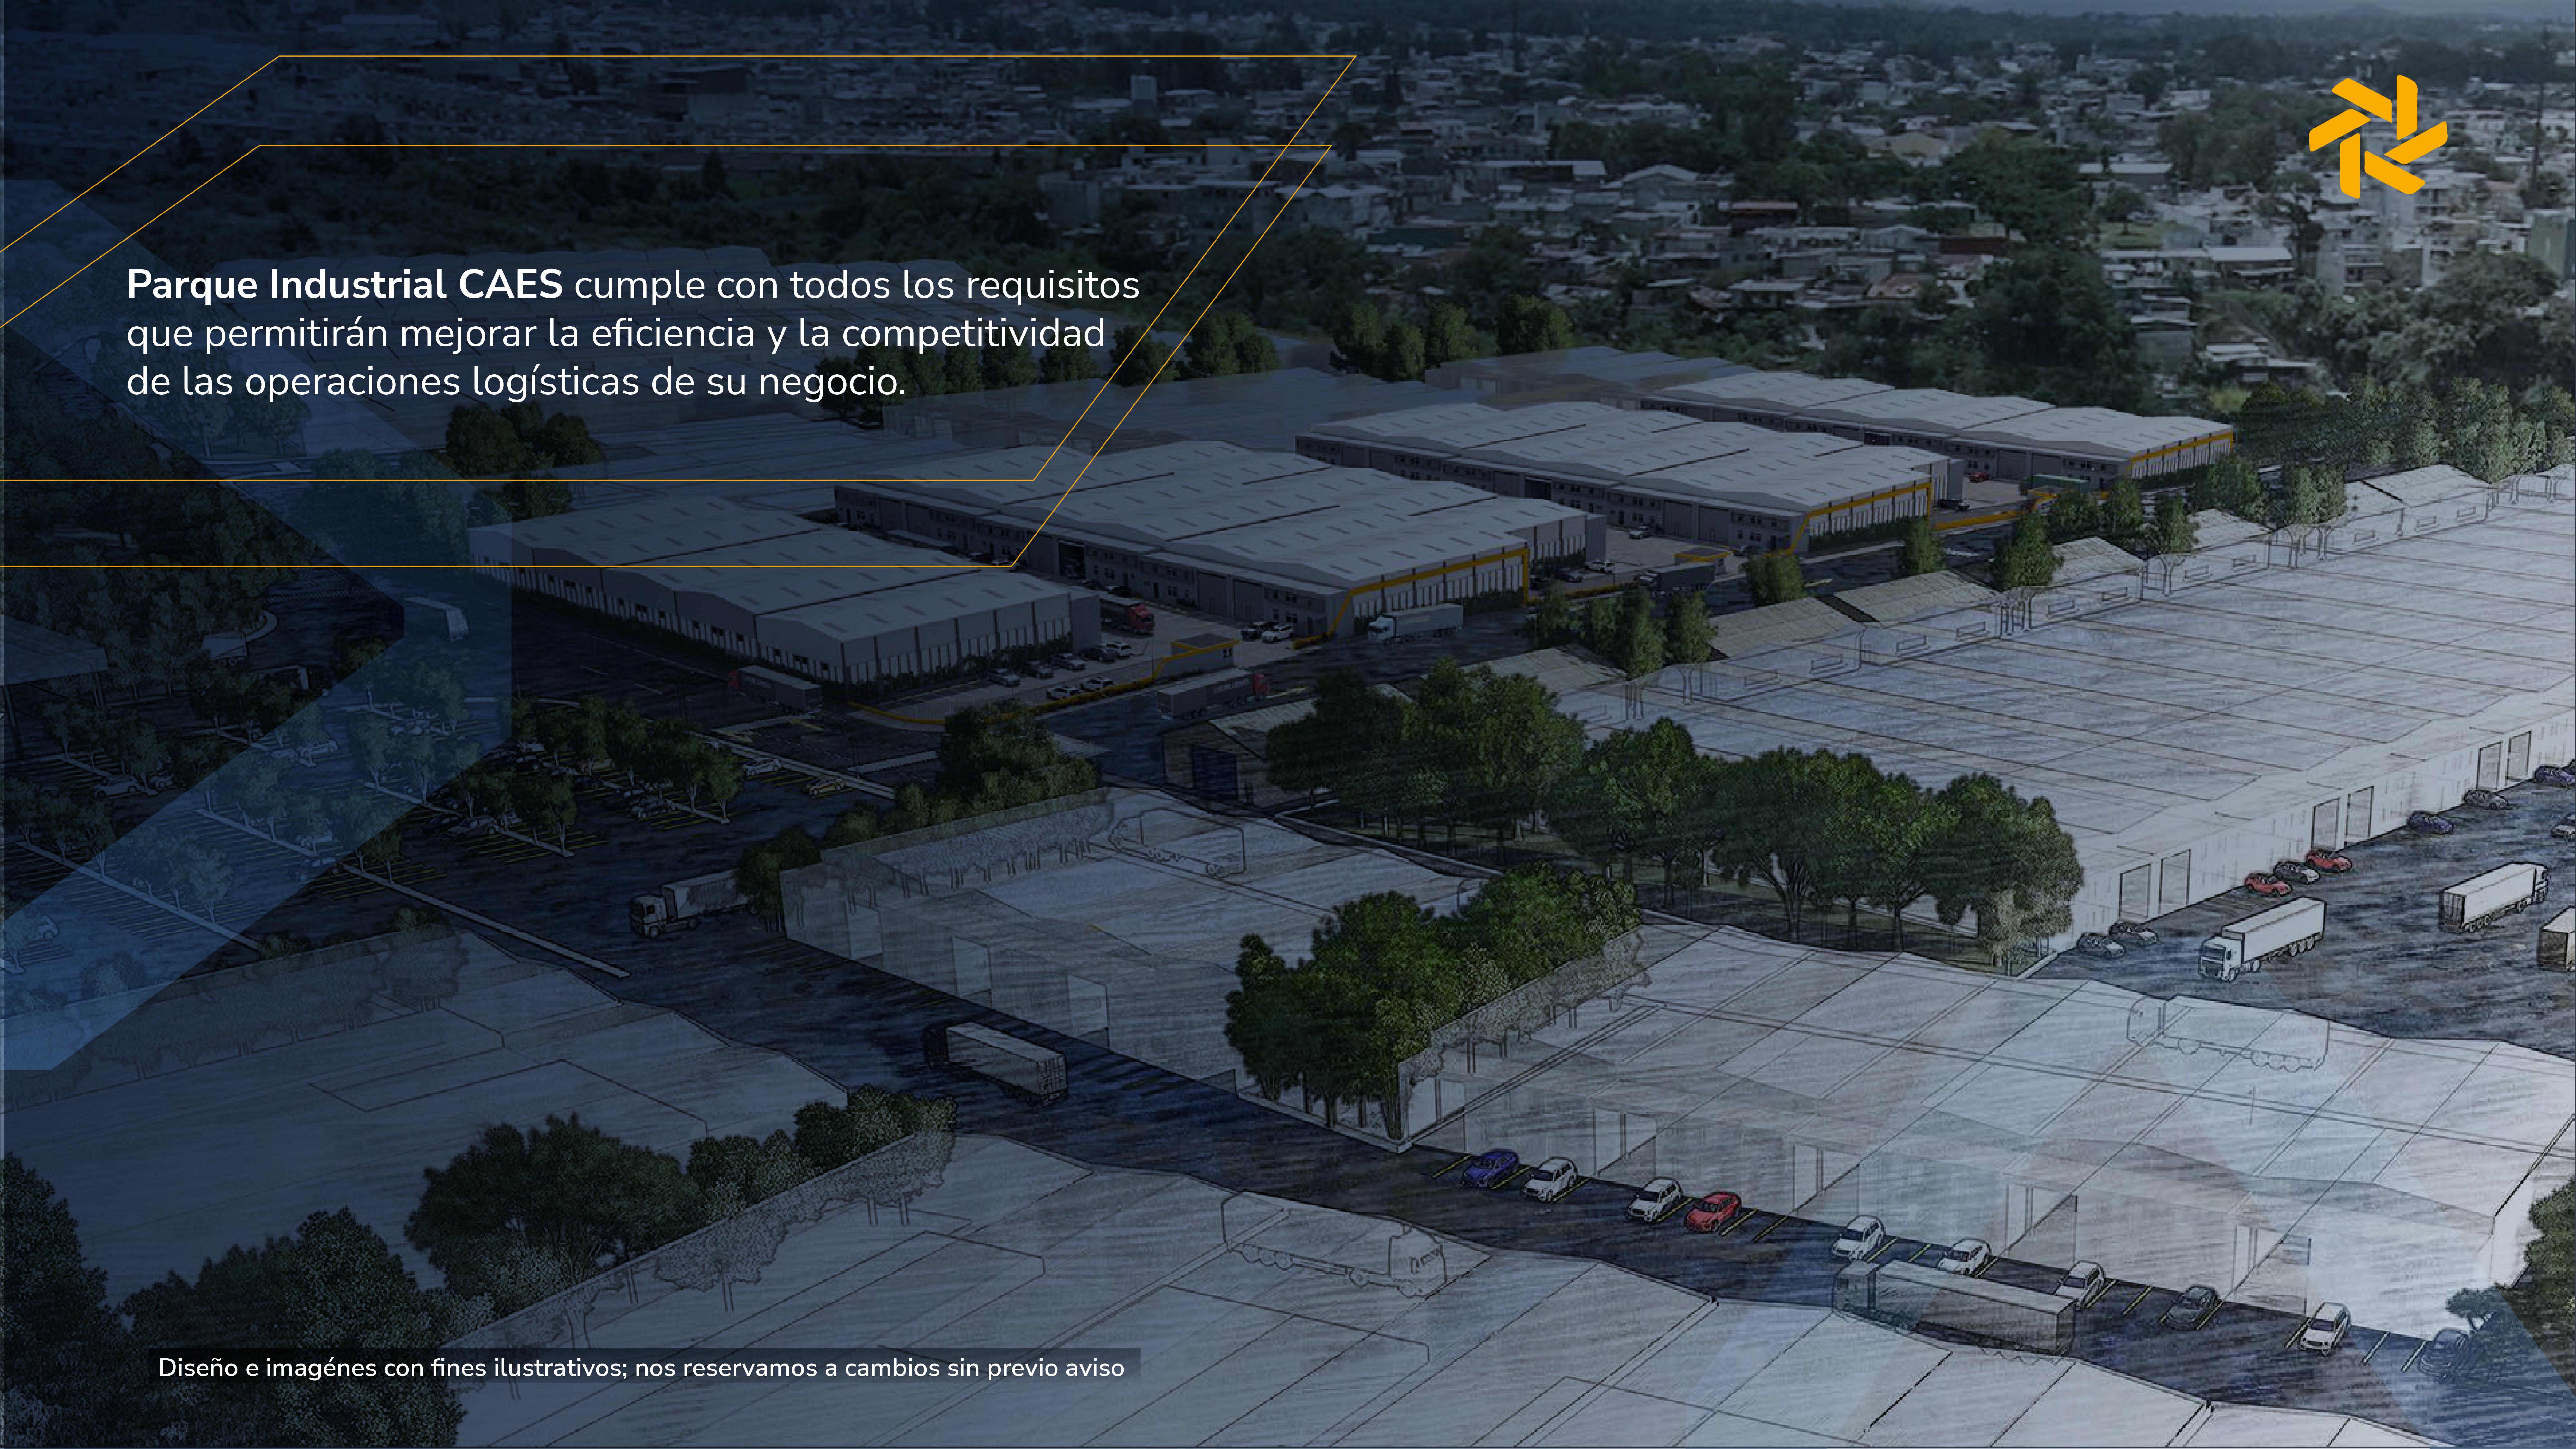 Parque Industrial CAES cumple con todos los requisitos
que permitirán mejorar la eficiencia y la competitividad
de las operaciones logísticas de su negocio.
Diseño e imagénes con fines ilustrativos; nos reservamos a cambios sin previo aviso